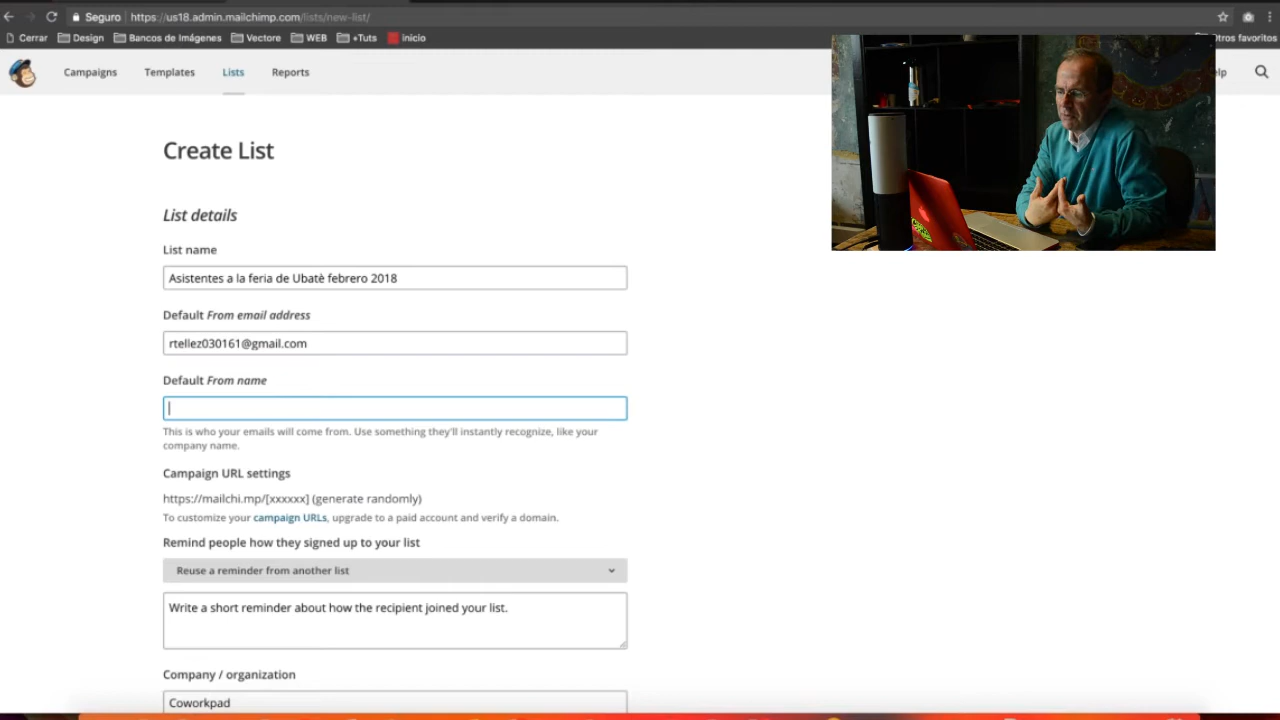 Seguro https://us18.admin.mailchimp.com/lists/new-list/
Cerrar Design Bancos de Imágenes Vectore WEB +Tuts Inicio Otros favoritos
Campaigns Templates Lists Reports
Create List
List details
List name
Asistentes a la feria de Ubatè febrero 2018
Default From email address
rtellez030161@gmail.com
Default From name
This is who your emails will come from. Use something they'll instantly recognize, like your
company name.
Campaign URL settings
https://mailchi.mp/[xxxxxx] (generate randomly)
To customize your campaign URLs, upgrade to a paid account and verify a domain.
Remind people how they signed up to your list
Reuse a reminder from another list
Write a short reminder about how the recipient joined your list.
Company / organization
Coworkpad